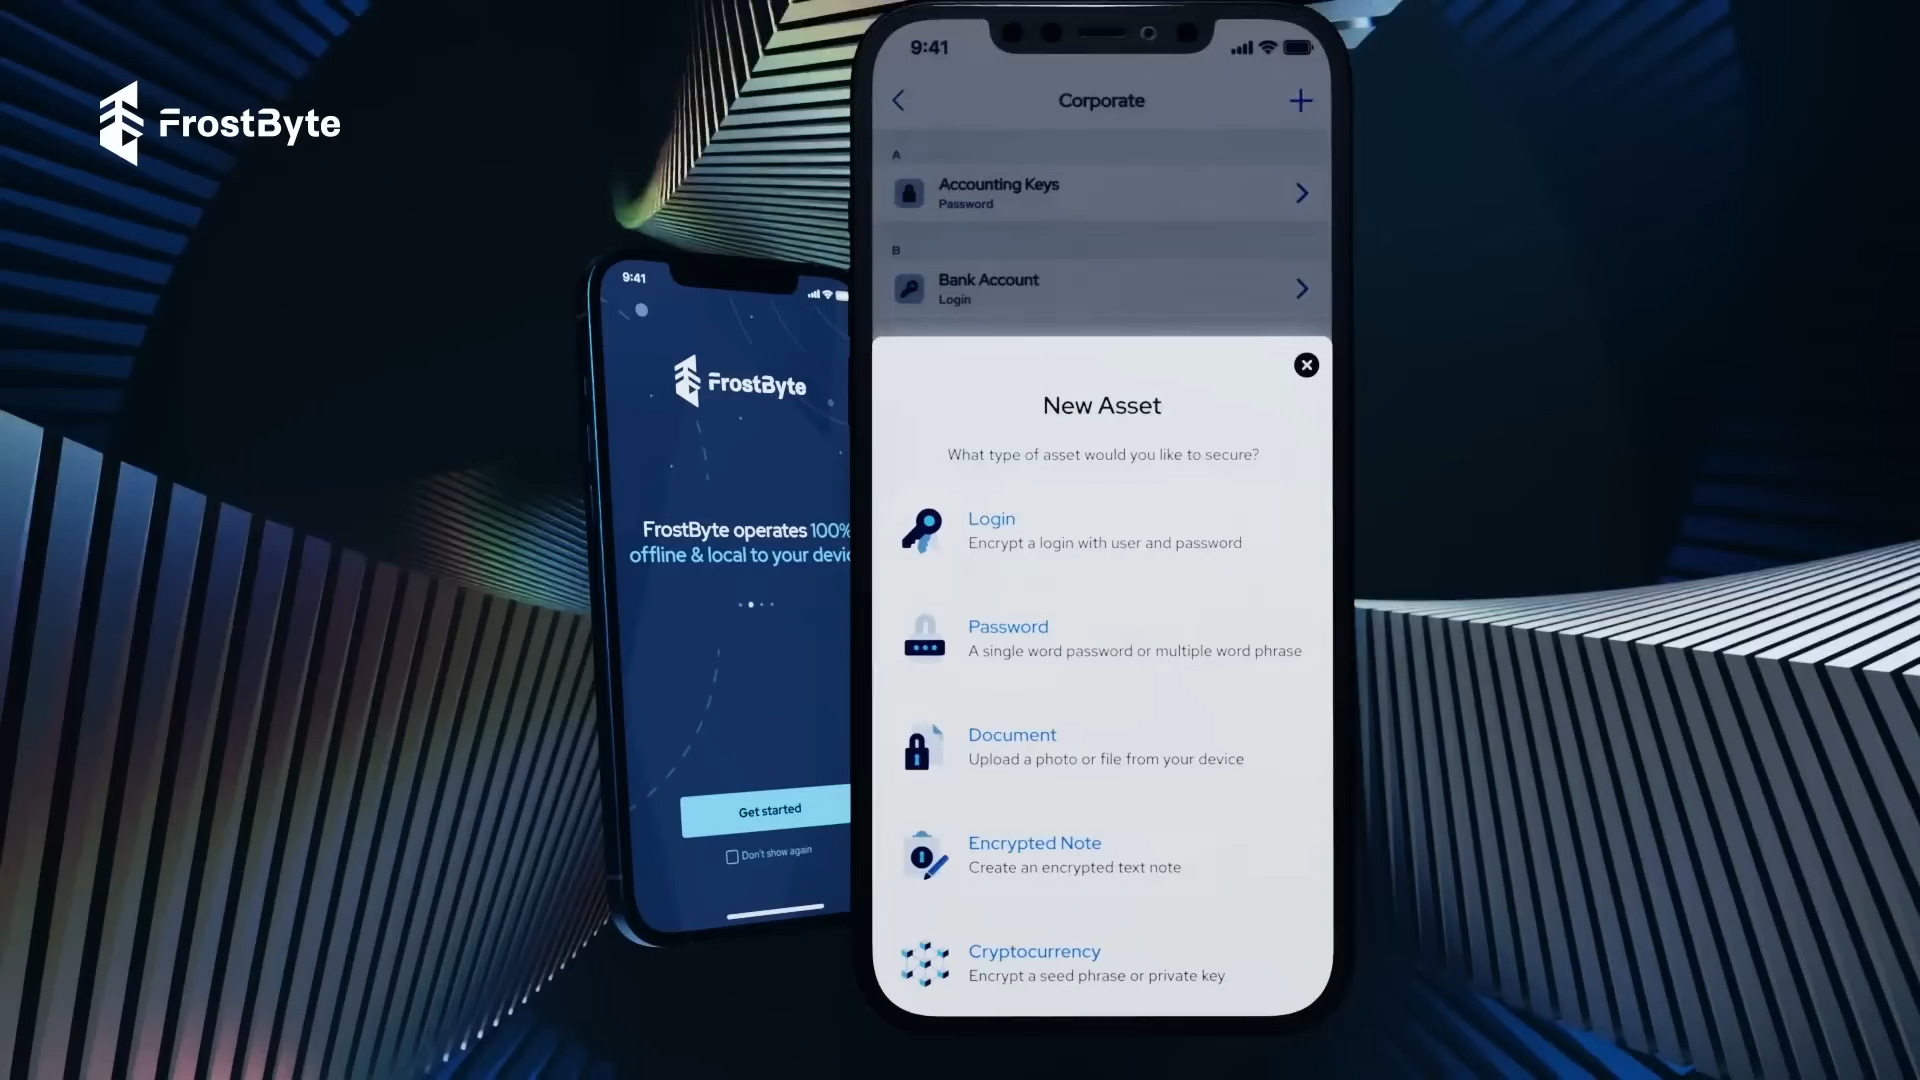 FrostByte
9:41
FrostByte
FrostByte operates 100%
offline & local to your
Get started
Don't show again
9:41
Corporate
A
Accounting Keys
Password
B
Bank Account
Login
New Asset
What type of asset would you like to secure?
Login
Encrypt a login with user and password
Password
A single word password or multiple word phrase
Document
Upload a photo or file from your device
Encrypted Note
Create an encrypted text note
Cryptocurrency
Encrypt a seed phrase or private key